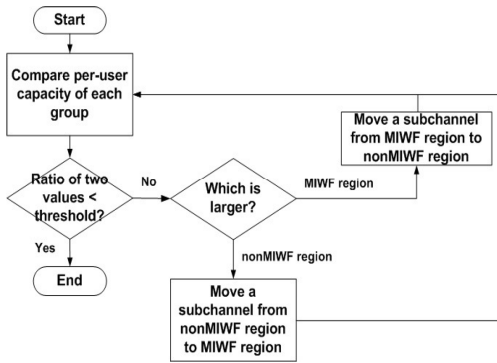 Start
Compare per-user
capacity of each
group
Ratio of two
values <
threshold?
No
Yes
End
Which is
larger?
MIWF region
nonMIWF region
Move a subchannel
from MIWF region to
nonMIWF region
Move a
subchannel from
nonMIWF region
to MIWF region